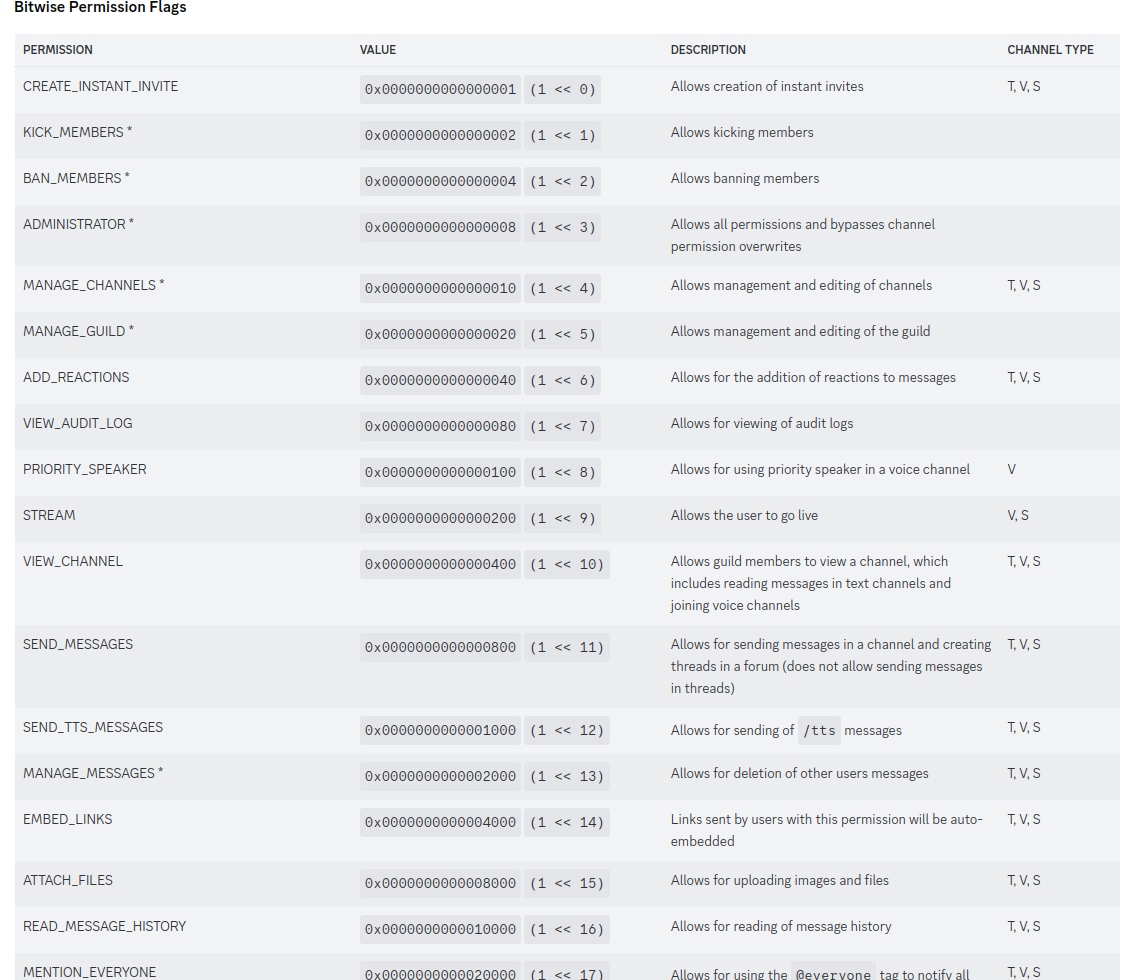 Bitwise Permission Flags
PERMISSION VALUE DESCRIPTION CHANNEL TYPE
CREATE_INSTANT_INVITE 0x0000000000000001 (1 << 0) Allows creation of instant invites T, V, S
KICK_MEMBERS * 0x0000000000000002 (1 << 1) Allows kicking members
BAN_MEMBERS * 0x0000000000000004 (1 << 2) Allows banning members
ADMINISTRATOR * 0x0000000000000008 (1 << 3) Allows all permissions and bypasses channel
permission overwrites
MANAGE_CHANNELS * 0x0000000000000010 (1 << 4) Allows management and editing of channels T, V, S
MANAGE_GUILD * 0x0000000000000020 (1 << 5) Allows management and editing of the guild
ADD_REACTIONS 0x0000000000000040 (1 << 6) Allows for the addition of reactions to messages T, V, S
VIEW_AUDIT_LOG 0x0000000000000080 (1 << 7) Allows for viewing of audit logs
PRIORITY_SPEAKER 0x0000000000000100 (1 << 8) Allows for using priority speaker in a voice channel V
STREAM 0x0000000000000200 (1 << 9) Allows the user to go live V, S
VIEW_CHANNEL 0x0000000000000400 (1 << 10) Allows guild members to view a channel, which T, V, S
includes reading messages in text channels and
joining voice channels
SEND_MESSAGES 0x0000000000000800 (1 << 11) Allows for sending messages in a channel and creating T, V, S
threads in a forum (does not allow sending messages
in threads)
SEND_TTS_MESSAGES 0x0000000000001000 (1 << 12) Allows for sending of /tts messages T, V, S
MANAGE_MESSAGES * 0x0000000000002000 (1 << 13) Allows for deletion of other users messages T, V, S
EMBED_LINKS 0x0000000000004000 (1 << 14) Links sent by users with this permission will be auto- T, V, S
embedded
ATTACH_FILES 0x0000000000008000 (1 << 15) Allows for uploading images and files T, V, S
READ_MESSAGE_HISTORY 0x0000000000010000 (1 << 16) Allows for reading of message history T, V, S
MENTION_EVERYONE 0x0000000000020000 (1 << 17) Allows for using the @everyone tag to notify all T, V, S